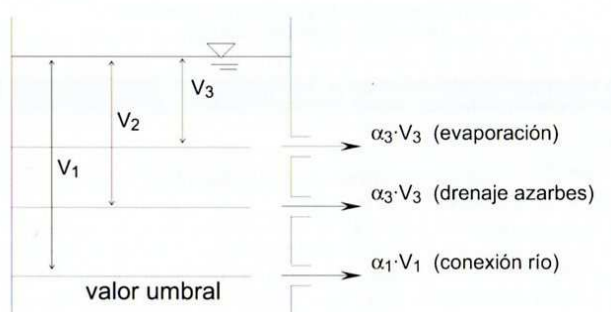 V₃
V₂
V₁
α₃·V₃ (evaporación)
α₃·V₃ (drenaje azarbes)
α₁·V₁ (conexión río)
valor umbral